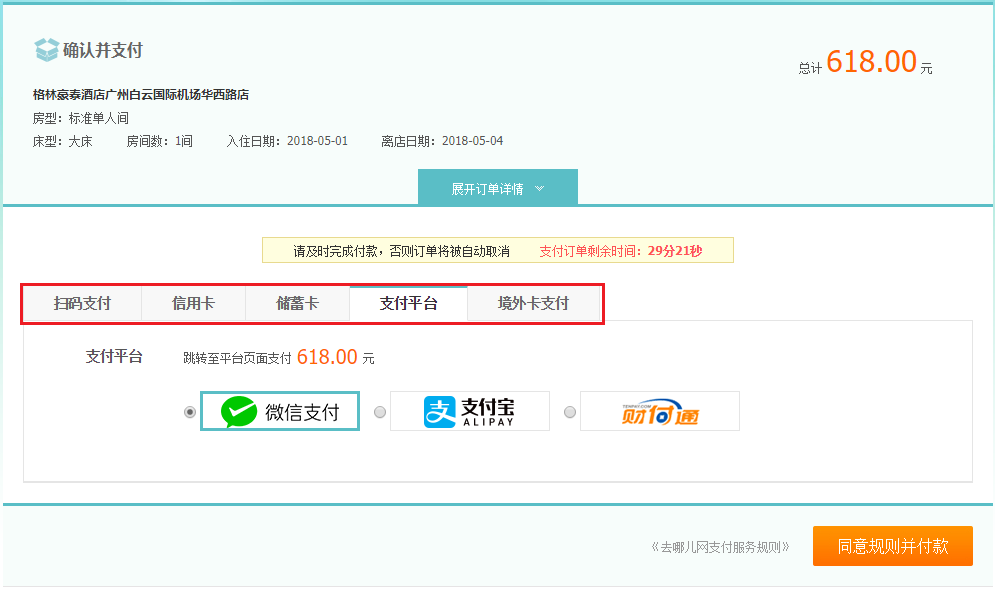 确认并支付
总计 618.00 元
格林豪泰酒店广州白云国际机场华西路店
房型：标准单人间
床型：大床 房间数：1间 入住日期：2018-05-01 离店日期：2018-05-04
展开订单详情
请及时完成付款，否则订单将被自动取消 支付订单剩余时间：29分21秒
扫码支付 信用卡 储蓄卡 支付平台 境外卡支付
支付平台 跳转至平台页面支付 618.00 元
微信支付 支 支付宝 ALIPAY TENPAY.COM 财付通
《去哪儿网支付服务规则》 同意规则并付款